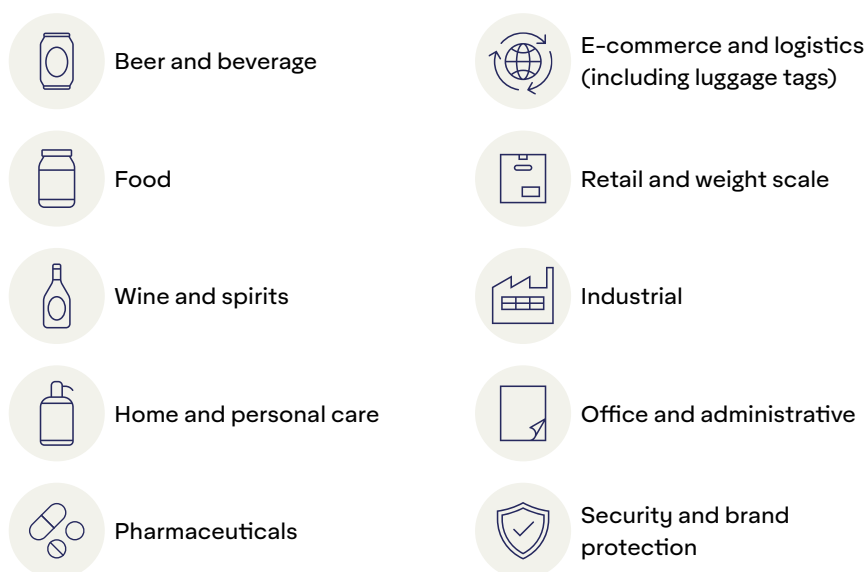 Beer and beverage
Food
Wine and spirits
Home and personal care
Pharmaceuticals
E-commerce and logistics
(including luggage tags)
Retail and weight scale
Industrial
Office and administrative
Security and brand
protection